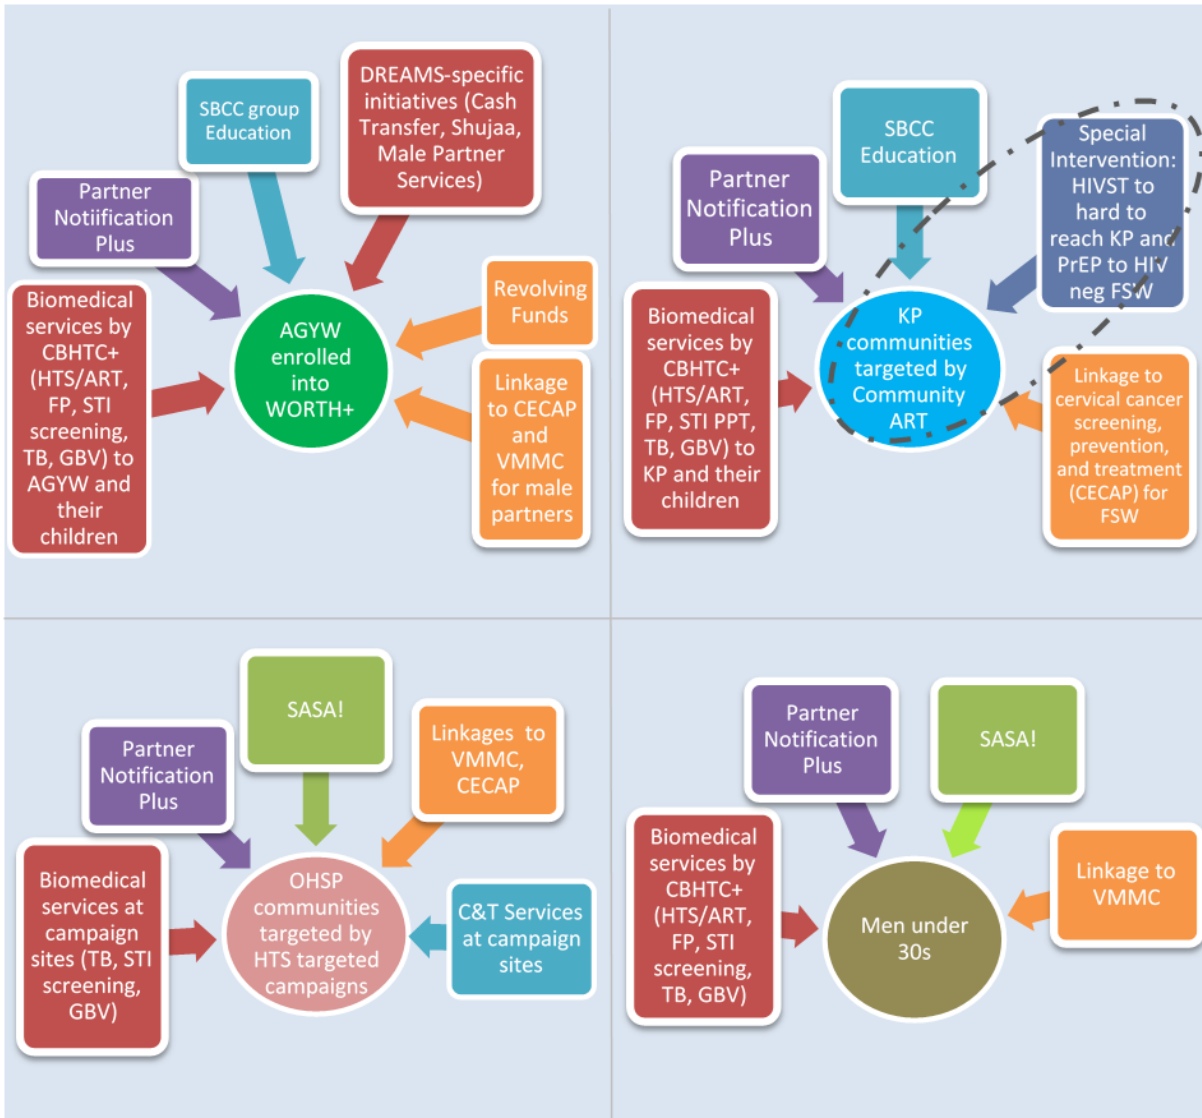 SBCC group
Education
DREAMS-specific
initiatives (Cash
Transfer, Shujaa,
Male Partner
Services)
Partner
Notiification
Plus
Biomedical
services by
CBHTC+
(HTS/ART,
FP, STI
screening,
TB, GBV) to
AGYW and
their
children
AGYW
enrolled
into
WORTH+
Revolving
Funds
Linkage
to CECAP
and
VMMC
for male
partners
SBCC
Education
Partner
Notification
Plus
Special
Intervention:
HIVST to
hard to
reach KP and
PrEP to HIV
neg FSW
Biomedical
services by
CBHTC+
(HTS/ART,
FP, STI PPT,
TB, GBV) to
KP and their
children
KP
communities
targeted by
Community
ART
Linkage to
cervical cancer
screening,
prevention,
and treatment
(CECAP) for
FSW
SASA!
Partner
Notification
Plus
Linkages to
VMMC,
CECAP
Biomedical
services at
campaign
sites (TB, STI
screening,
GBV)
OHSP
communities
targeted by
HTS targeted
campaigns
C&T Services
at campaign
sites
Partner
Notification
Plus
SASA!
Biomedical
services by
CBHTC+
(HTS/ART,
FP, STI
screening,
TB, GBV)
Men under
30s
Linkage to
VMMC